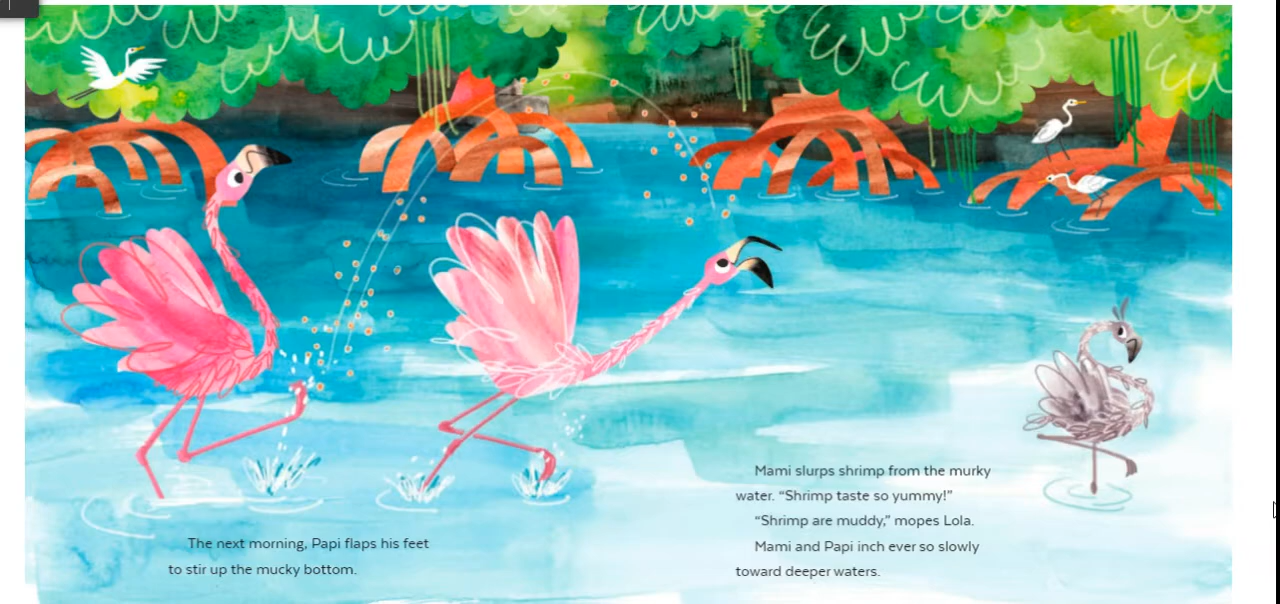 The next morning, Papi flaps his feet
to stir up the mucky bottom.
Mami slurps shrimp from the murky
water. “Shrimp taste so yummy!”
“Shrimp are muddy,” mopes Lola.
Mami and Papi inch ever so slowly
toward deeper waters.